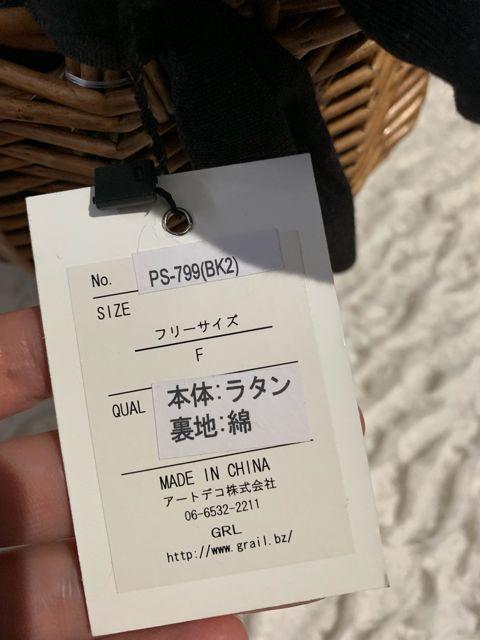 No. PS-799(BK2)
SIZE
フリーサイズ
F
QUAL 本体:ラタン
裏地:綿
MADE IN CHINA
アートデコ株式会社
06-6532-2211
GRL
http://www.grail.bz/